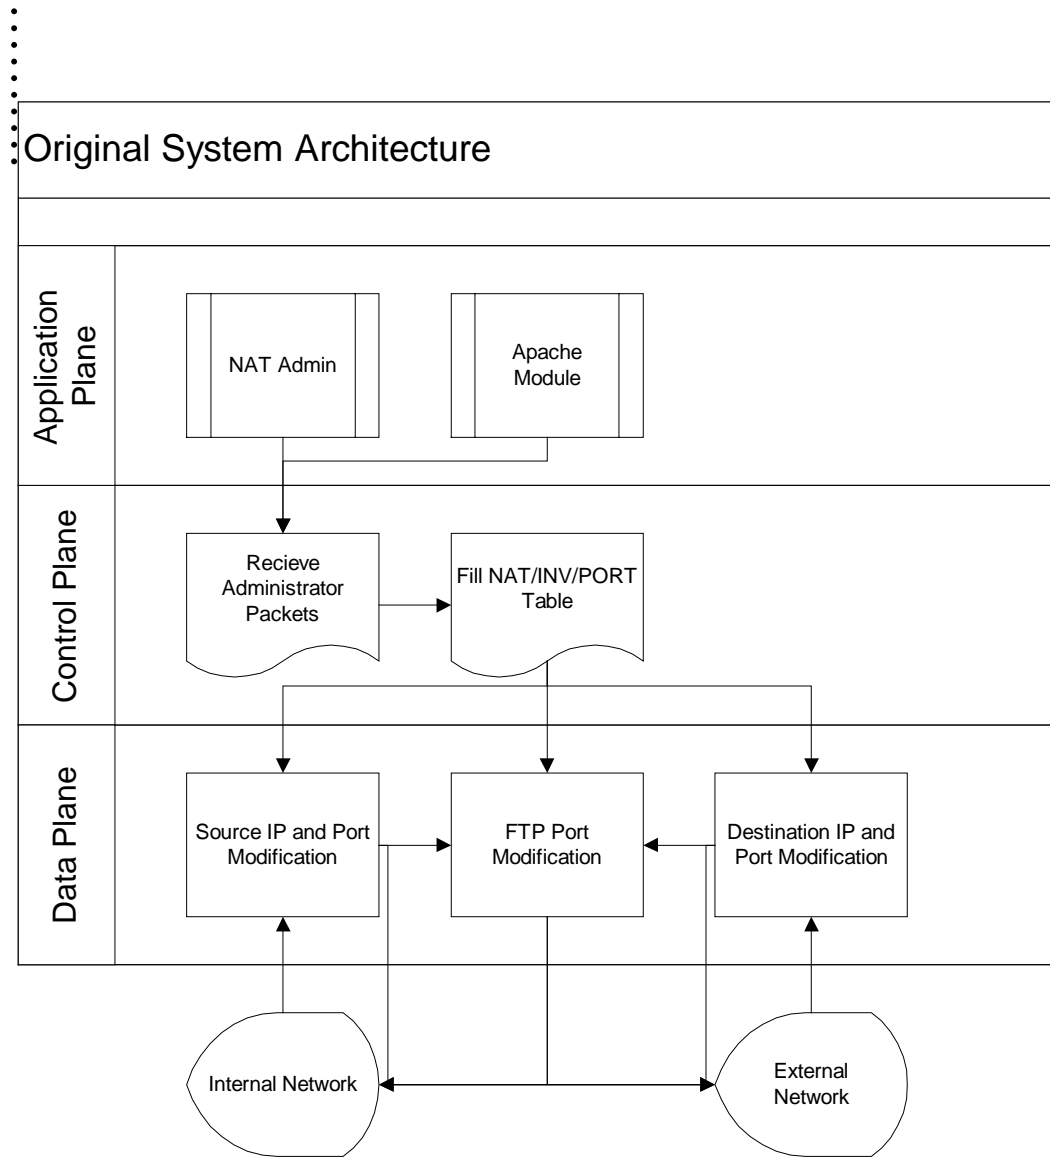 Original System Architecture
Application
Plane
NAT Admin
Apache
Module
Control Plane
Recieve
Administrator
Packets
Fill NAT/INV/PORT
Table
Data Plane
Source IP and Port
Modification
FTP Port
Modification
Destination IP and
Port Modification
Internal Network
External
Network